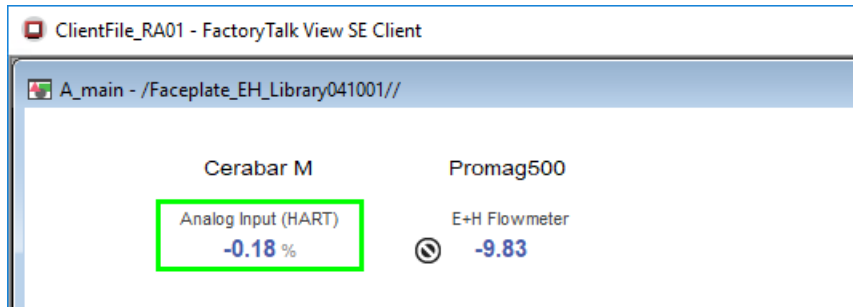 ClientFile_RA01 - FactoryTalk View SE Client
A_main - /Faceplate_EH_Library041001//
Cerabar M Promag500
Analog Input (HART) E+H Flowmeter
-0.18 % -9.83